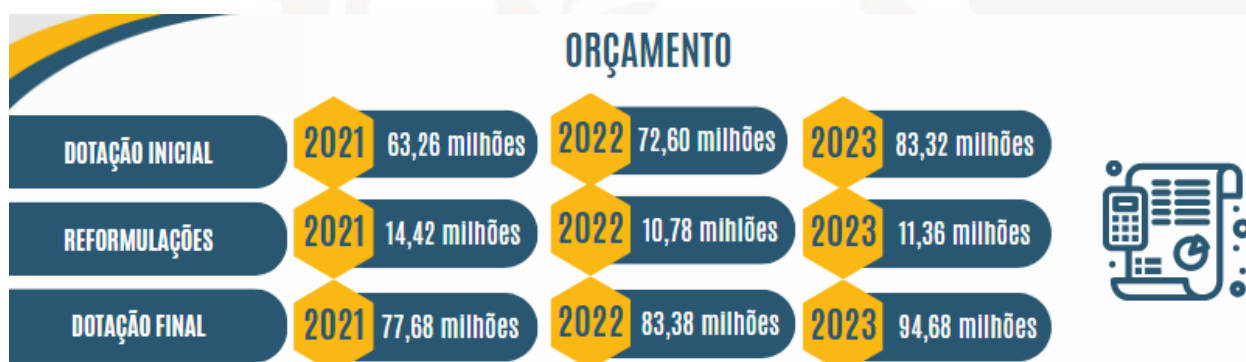 ORÇAMENTO
DOTAÇÃO INICIAL 2021 63,26 milhões 2022 72,60 milhões 2023 83,32 milhões
REFORMULAÇÕES 2021 14,42 milhões 2022 10,78 mihlões 2023 11,36 milhões
DOTAÇÃO FINAL 2021 77,68 milhões 2022 83,38 milhões 2023 94,68 milhões